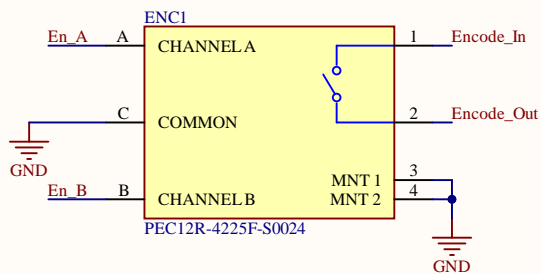 ENC1
En_A A CHANNEL A 1 Encode_In
C COMMON 2 Encode_Out
GND
En_B B CHANNEL B MNT 1 3
MNT 2 4
PEC12R-4225F-S0024
GND